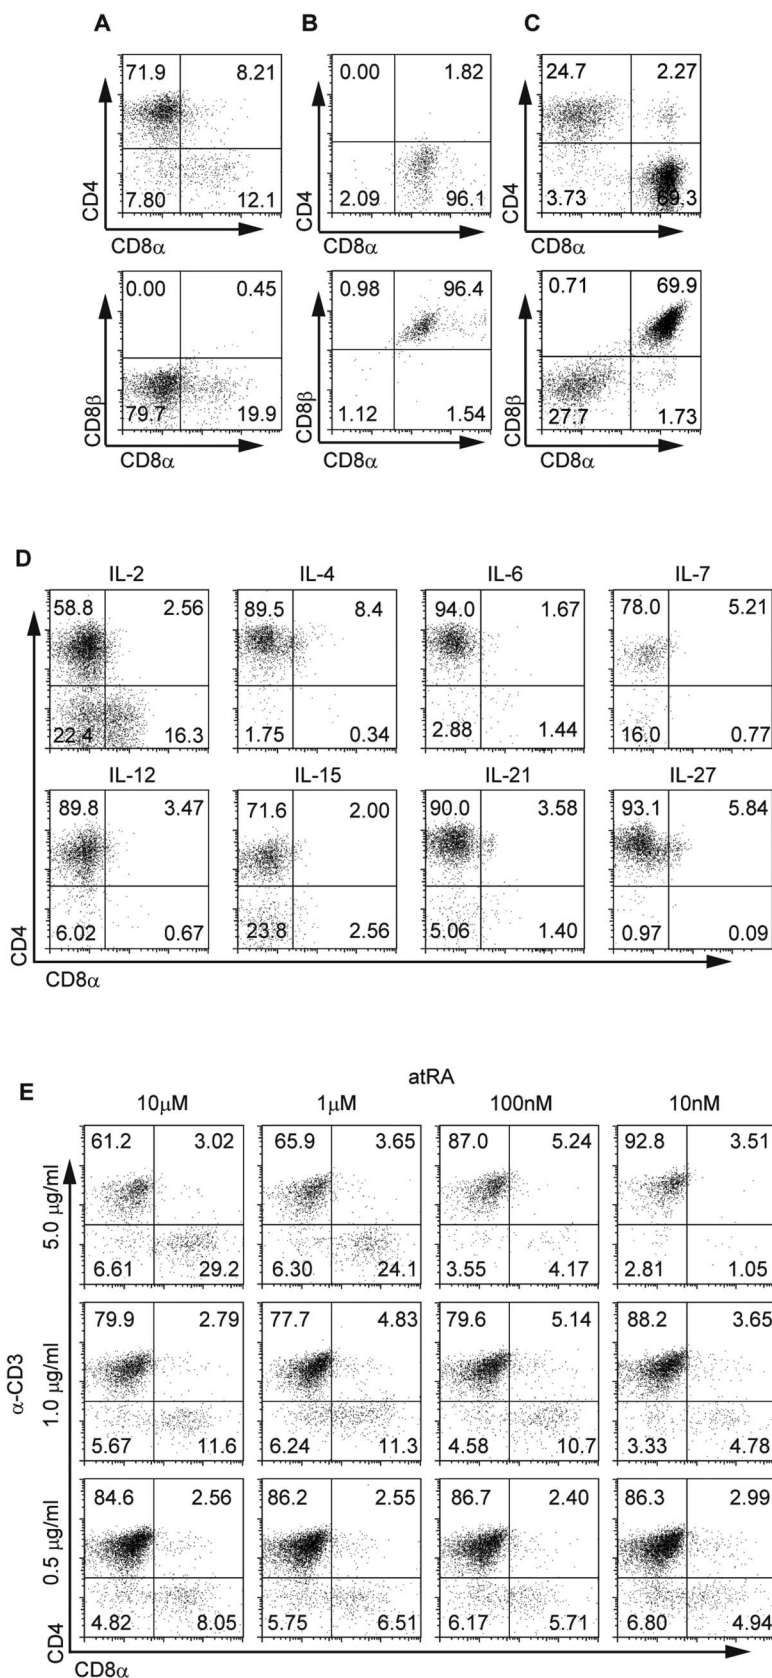 A B C
71.9 8.21 0.00 1.82 24.7 2.27
CD4 CD4 CD4
7.80 12.1 2.09 96.1 3.73 69.3
CD8α CD8α CD8α
0.00 0.45 0.98 96.4 0.71 69.9
CD8β CD8β CD8β
79.7 19.9 1.12 1.54 27.7 1.73
CD8α CD8α CD8α
D
IL-2 IL-4 IL-6 IL-7
58.8 2.56 89.5 8.4 94.0 1.67 78.0 5.21
22.4 16.3 1.75 0.34 2.88 1.44 16.0 0.77
IL-12 IL-15 IL-21 IL-27
89.8 3.47 71.6 2.00 90.0 3.58 93.1 5.84
6.02 0.67 23.8 2.56 5.06 1.40 0.97 0.09
CD4
CD8α
atRA
E
10μM 1μM 100nM 10nM
61.2 3.02 65.9 3.65 87.0 5.24 92.8 3.51
5.0 μg/ml
6.61 29.2 6.30 24.1 3.55 4.17 2.81 1.05
79.9 2.79 77.7 4.83 79.6 5.14 88.2 3.65
α-CD3
1.0 μg/ml
5.67 11.6 6.24 11.3 4.58 10.7 3.33 4.78
84.6 2.56 86.2 2.55 86.7 2.40 86.3 2.99
0.5 μg/ml
4.82 8.05 5.75 6.51 6.17 5.71 6.80 4.94
CD4
CD8α